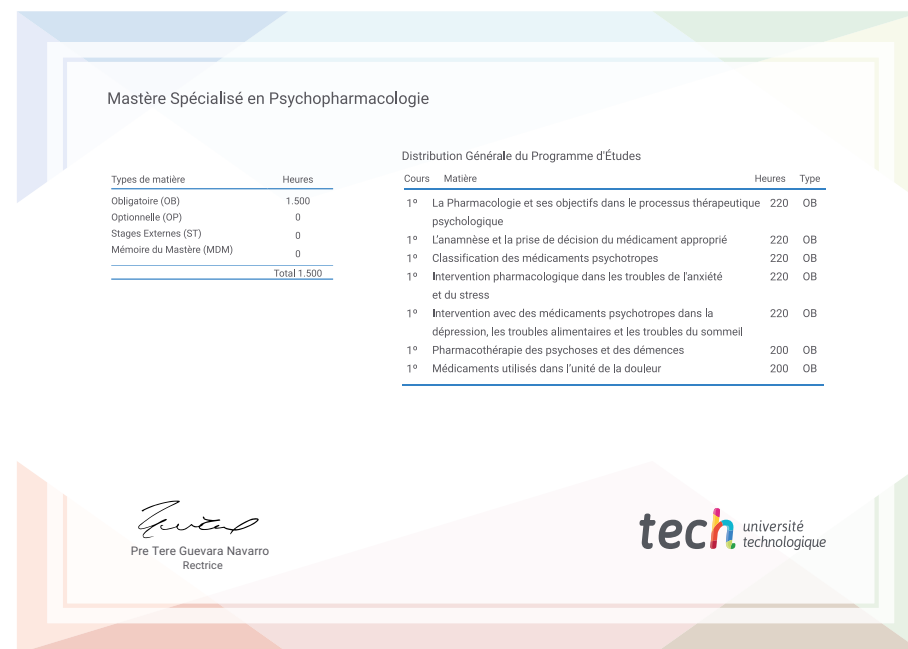 Mastère Spécialisé en Psychopharmacologie
Types de matière Heures
Obligatoire (OB) 1.500
Optionnelle (OP) 0
Stages Externes (ST) 0
Mémoire du Mastère (MDM) 0
Total 1.500
Distribution Générale du Programme d'Études
Cours Matière Heures Type
1º La Pharmacologie et ses objectifs dans le processus thérapeutique 220 OB
psychologique
1º L'anamnèse et la prise de décision du médicament approprié 220 OB
1º Classification des médicaments psychotropes 220 OB
1º Intervention pharmacologique dans les troubles de l'anxiété 220 OB
et du stress
1º Intervention avec des médicaments psychotropes dans la 220 OB
dépression, les troubles alimentaires et les troubles du sommeil
1º Pharmacothérapie des psychoses et des démences 200 OB
1º Médicaments utilisés dans l'unité de la douleur 200 OB
Pre Tere Guevara Navarro
Rectrice
tech université
technologique